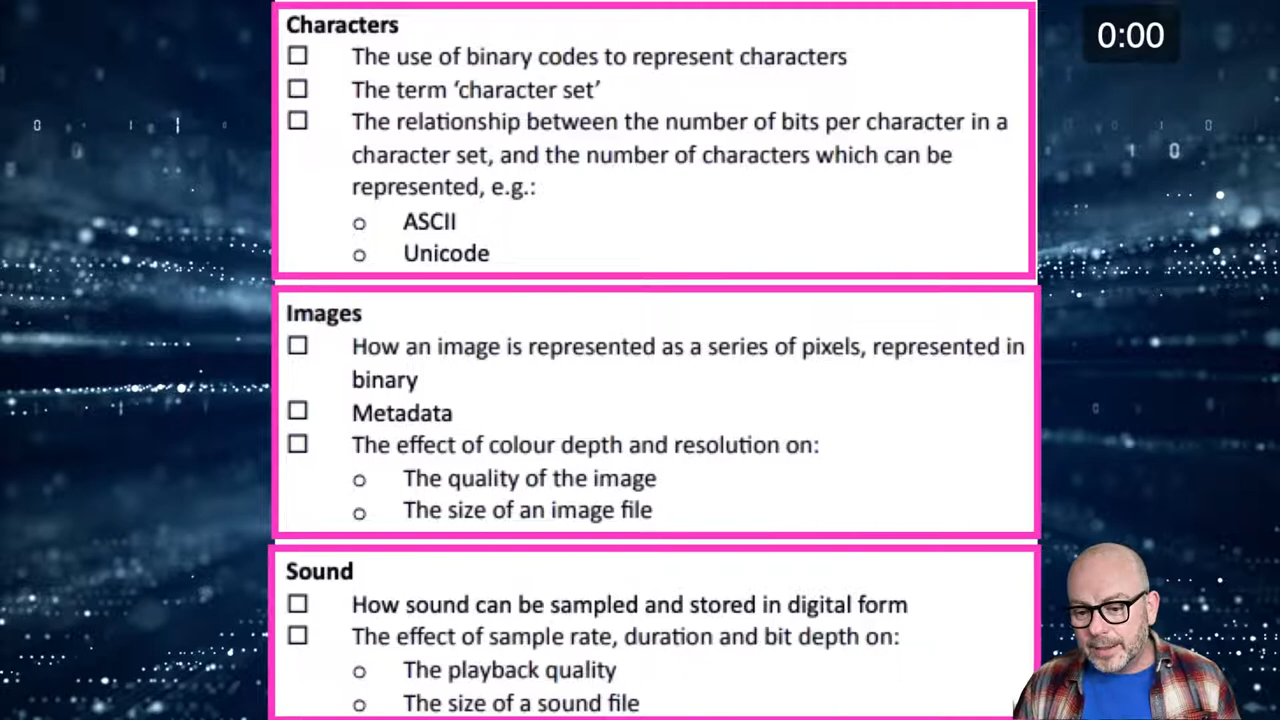 Characters
0:00
☐ The use of binary codes to represent characters
☐ The term ‘character set’
☐ The relationship between the number of bits per character in a
character set, and the number of characters which can be
represented, e.g.:
o ASCII
o Unicode
Images
☐ How an image is represented as a series of pixels, represented in
binary
☐ Metadata
☐ The effect of colour depth and resolution on:
o The quality of the image
o The size of an image file
Sound
☐ How sound can be sampled and stored in digital form
☐ The effect of sample rate, duration and bit depth on:
o The playback quality
o The size of a sound file